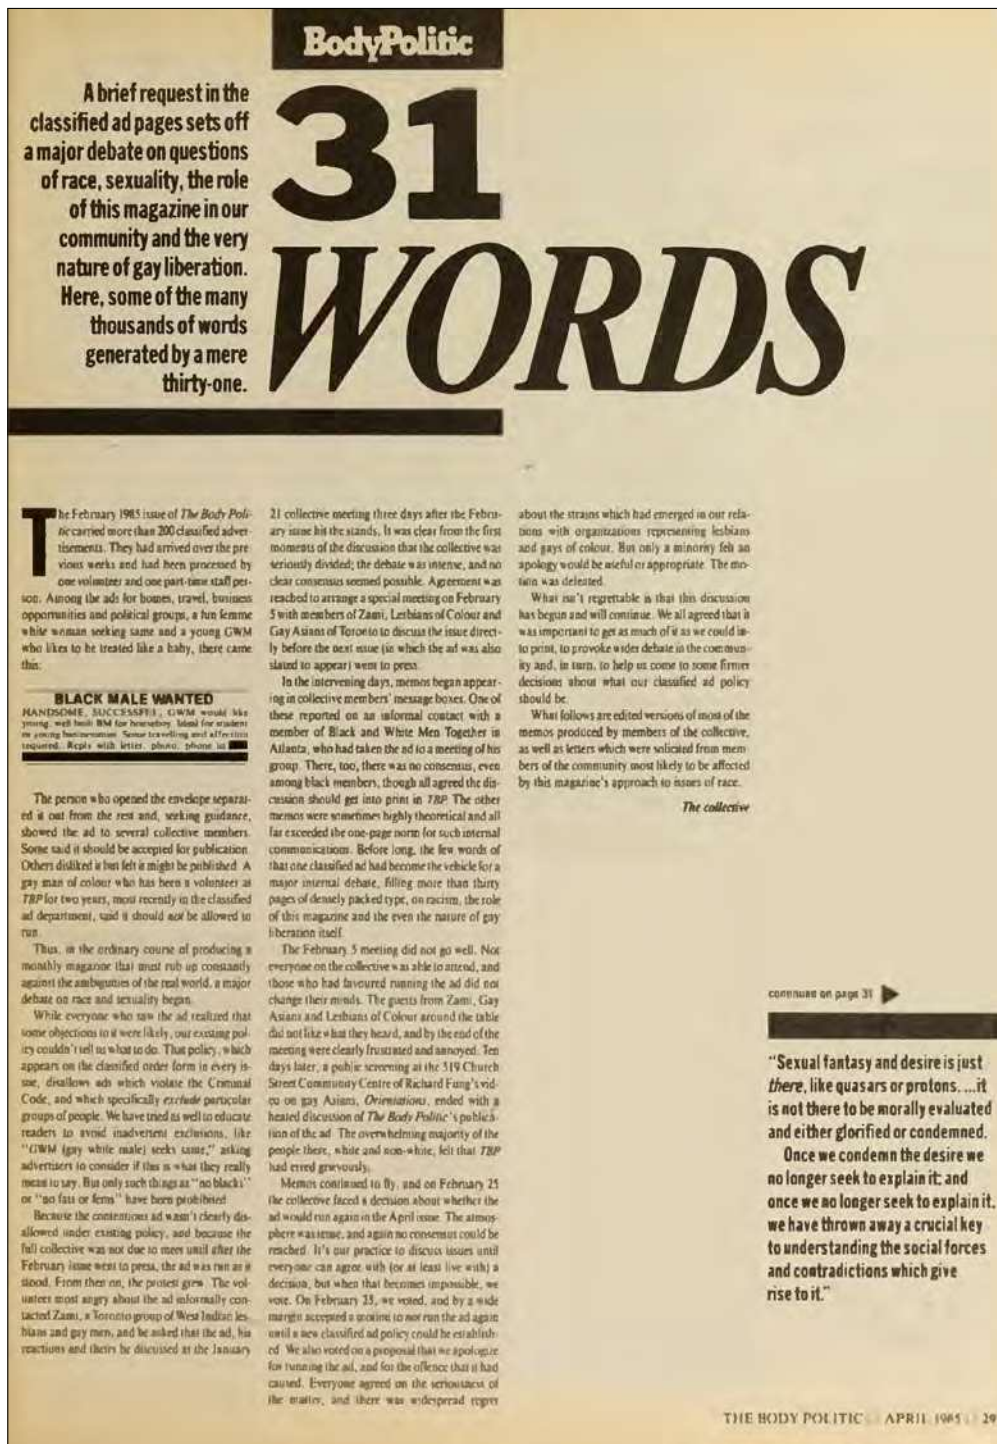 BodyPolitic
A brief request in the
classified ad pages sets off
a major debate on questions
of race, sexuality, the role
of this magazine in our
community and the very
nature of gay liberation.
Here, some of the many
thousands of words
generated by a mere
thirty-one.
31
WORDS
The February 1985 issue of The Body Poli-
tic carried more than 200 classified adver-
tisements. They had arrived over the pre-
vious weeks and had been processed by
one volunteer and one part-time staff per-
son. Among the ads for homes, travel, business
opportunities and political groups, a fun femme
white woman seeking same and a young GWM
who likes to be treated like a baby, there came
this:
BLACK MALE WANTED
HANDSOME, SUCCESSFUL, GWM would like
young, well built BM for houseboy. Ideal for student
or young businessman. Some travelling and affection
required. Reply with letter, photo, phone to
The person who opened the envelope separat-
ed it out from the rest and, seeking guidance,
showed the ad to several collective members.
Some said it should be accepted for publication.
Others disliked it but felt it might be published. A
gay man of colour who has been a volunteer at
TBP for two years, most recently in the classified
ad department, said it should not be allowed to
run.
Thus, in the ordinary course of producing a
monthly magazine that must rub up constantly
against the ambiguities of the real world, a major
debate on race and sexuality began.
While everyone who saw the ad realized that
some objections to it were likely, our existing pol-
icy couldn't tell us what to do. That policy, which
appears on the classified order form in every is-
sue, disallows ads which violate the Criminal
Code, and which specifically exclude particular
groups of people. We have tried as well to educate
readers to avoid inadvertent exclusions, like
"GWM (gay white male) seeks same," asking
advertisers to consider if this is what they really
mean to say. But only such things as "no blacks"
or "no fats or fems" have been prohibited.
Because the contentious ad wasn't clearly dis-
allowed under existing policy, and because the
full collective was not due to meet until after the
February issue went to press, the ad was run as it
stood. From then on, the protest grew. The vol-
unteer most angry about the ad informally con-
tacted Zami, a Toronto group of West Indian les-
bians and gay men, and he asked that the ad, his
reactions and theirs be discussed at the January
21 collective meeting three days after the Febru-
ary issue hit the stands. It was clear from the first
moments of the discussion that the collective was
seriously divided; the debate was intense, and no
clear consensus seemed possible. Agreement was
reached to arrange a special meeting on February
5 with members of Zami, Lesbians of Colour and
Gay Asians of Toronto to discuss the issue direct-
ly before the next issue (in which the ad was also
slated to appear) went to press.
In the intervening days, memos began appear-
ing in collective members' message boxes. One of
these reported on an informal contact with a
member of Black and White Men Together in
Atlanta, who had taken the ad to a meeting of his
group. There, too, there was no consensus, even
among black members, though all agreed the dis-
cussion should get into print in TBP. The other
memos were sometimes highly theoretical and all
far exceeded the one-page norm for such internal
communications. Before long, the few words of
that one classified ad had become the vehicle for a
major internal debate, filling more than thirty
pages of densely packed type, on racism, the role
of this magazine and the even the nature of gay
liberation itself.
The February 5 meeting did not go well. Not
everyone on the collective was able to attend, and
those who had favoured running the ad did not
change their minds. The guests from Zami, Gay
Asians and Lesbians of Colour around the table
did not like what they heard, and by the end of the
meeting were clearly frustrated and annoyed. Ten
days later, a public screening at the 519 Church
Street Community Centre of Richard Fung's vid-
eo on gay Asians, Orientations, ended with a
heated discussion of The Body Politic's publica-
tion of the ad. The overwhelming majority of the
people there, white and non-white, felt that TBP
had erred grievously.
Memos continued to fly, and on February 25
the collective faced a decision about whether the
ad would run again in the April issue. The atmos-
phere was tense, and again no consensus could be
reached. It's our practice to discuss issues until
everyone can agree with (or at least live with) a
decision, but when that becomes impossible, we
vote. On February 25, we voted, and by a wide
margin accepted a motion to not run the ad again
until a new classified ad policy could be establish-
ed. We also voted on a proposal that we apologize
for running the ad, and for the offence that it had
caused. Everyone agreed on the seriousness of
the matter, and there was widespread regret
about the strains which had emerged in our rela-
tions with organizations representing lesbians
and gays of colour. But only a minority felt an
apology would be useful or appropriate. The mo-
tion was defeated.
What isn't regrettable is that this discussion
has begun and will continue. We all agreed that it
was important to get as much of it as we could in-
to print, to provoke wider debate in the commun-
ity and, in turn, to help us come to some firmer
decisions about what our classified ad policy
should be.
What follows are edited versions of most of the
memos produced by members of the collective,
as well as letters which were solicited from mem-
bers of the community most likely to be affected
by this magazine's approach to issues of race.
The collective
continued on page 31
"Sexual fantasy and desire is just
there, like quasars or protons. ...it
is not there to be morally evaluated
and either glorified or condemned.
Once we condemn the desire we
no longer seek to explain it; and
once we no longer seek to explain it,
we have thrown away a crucial key
to understanding the social forces
and contradictions which give
rise to it."
THE BODY POLITIC APRIL 1985 29